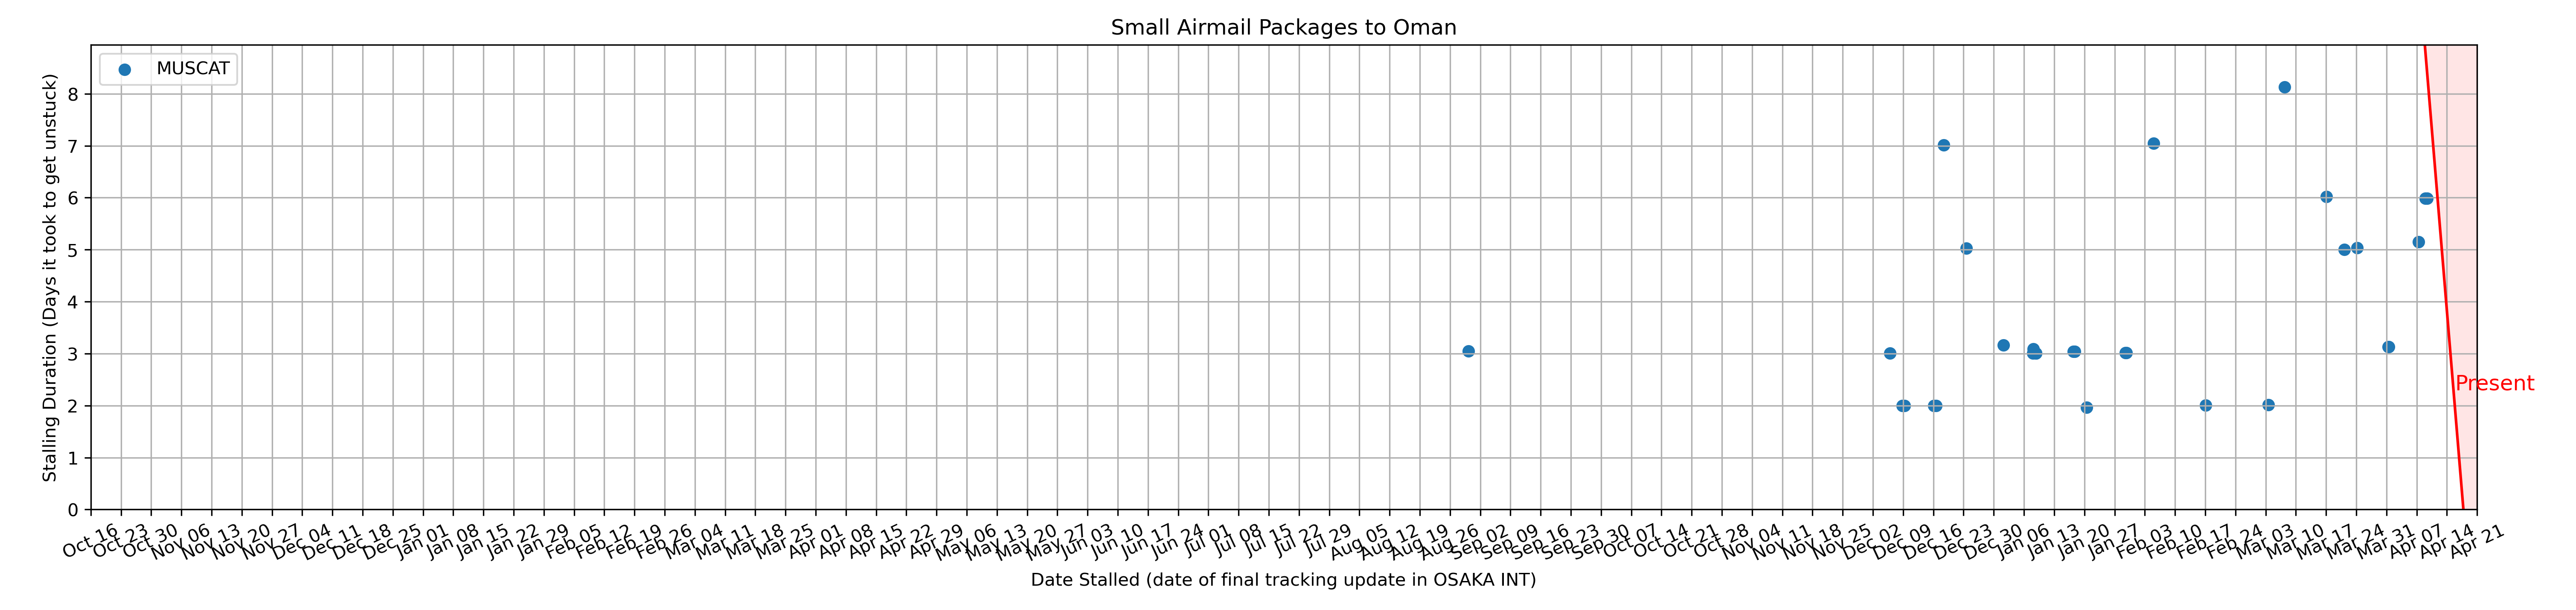 Small Airmail Packages to Oman
MUSCAT
Stalling Duration (Days it took to get unstuck)
8
7
6
5
4
3
2
1
0
Present
Oct 16 Oct 23 Oct 30 Nov 06 Nov 13 Nov 20 Nov 27 Dec 04 Dec 11 Dec 18 Dec 25 Jan 01 Jan 08 Jan 15 Jan 22 Jan 29 Feb 05 Feb 12 Feb 19 Feb 26 Mar 04 Mar 11 Mar 18 Mar 25 Apr 01 Apr 08 Apr 15 Apr 22 Apr 29 May 06 May 13 May 20 May 27 Jun 03 Jun 10 Jun 17 Jun 24 Jul 01 Jul 08 Jul 15 Jul 22 Jul 29 Aug 05 Aug 12 Aug 19 Aug 26 Sep 02 Sep 09 Sep 16 Sep 23 Sep 30 Oct 07 Oct 14 Oct 21 Oct 28 Nov 04 Nov 11 Nov 18 Nov 25 Dec 02 Dec 09 Dec 16 Dec 23 Dec 30 Jan 06 Jan 13 Jan 20 Jan 27 Feb 03 Feb 10 Feb 17 Feb 24 Mar 03 Mar 10 Mar 17 Mar 24 Mar 31 Apr 07 Apr 14 Apr 21
Date Stalled (date of final tracking update in OSAKA INT)